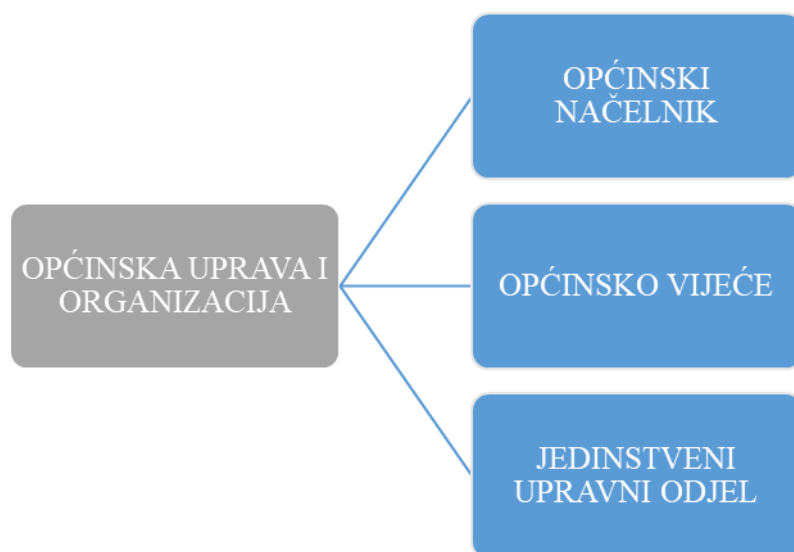 OPĆINSKI
NAČELNIK
OPĆINSKA UPRAVA I
ORGANIZACIJA
OPĆINSKO VIJEĆE
JEDINSTVENI
UPRAVNI ODJEL